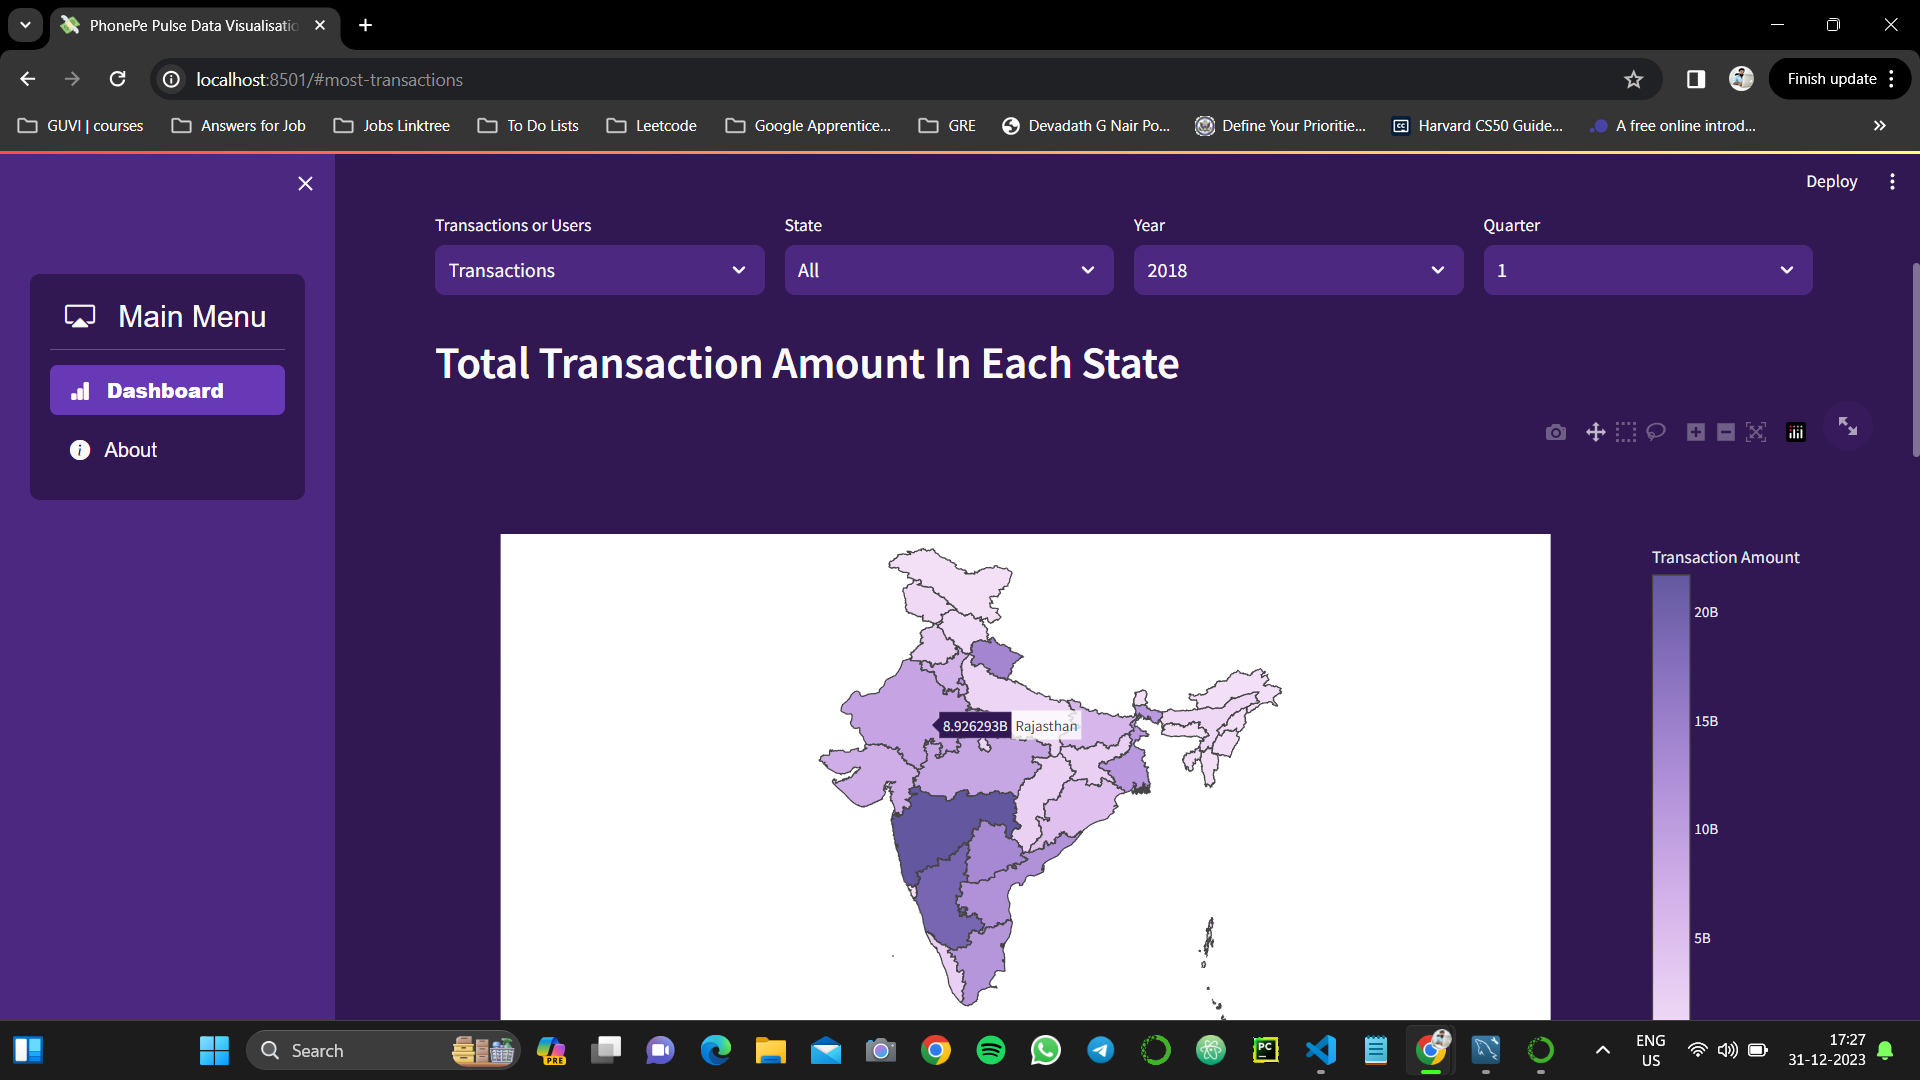 PhonePe Pulse Data Visualisatio
localhost:8501/#most-transactions
Finish update
GUVI | courses
Answers for Job
Jobs Linktree
To Do Lists
Leetcode
Google Apprentice...
GRE
Devadath G Nair Po...
Define Your Prioritie...
CC
Harvard CS50 Guide...
A free online introd...
Deploy
Main Menu
Dashboard
About
Transactions or Users
State
Year
Quarter
Transactions
All
2018
1
Total Transaction Amount In Each State
Transaction Amount
20B
15B
10B
5B
8.926293B
Rajasthan
Search
PRE
PC
ENG
US
17:27
31-12-2023